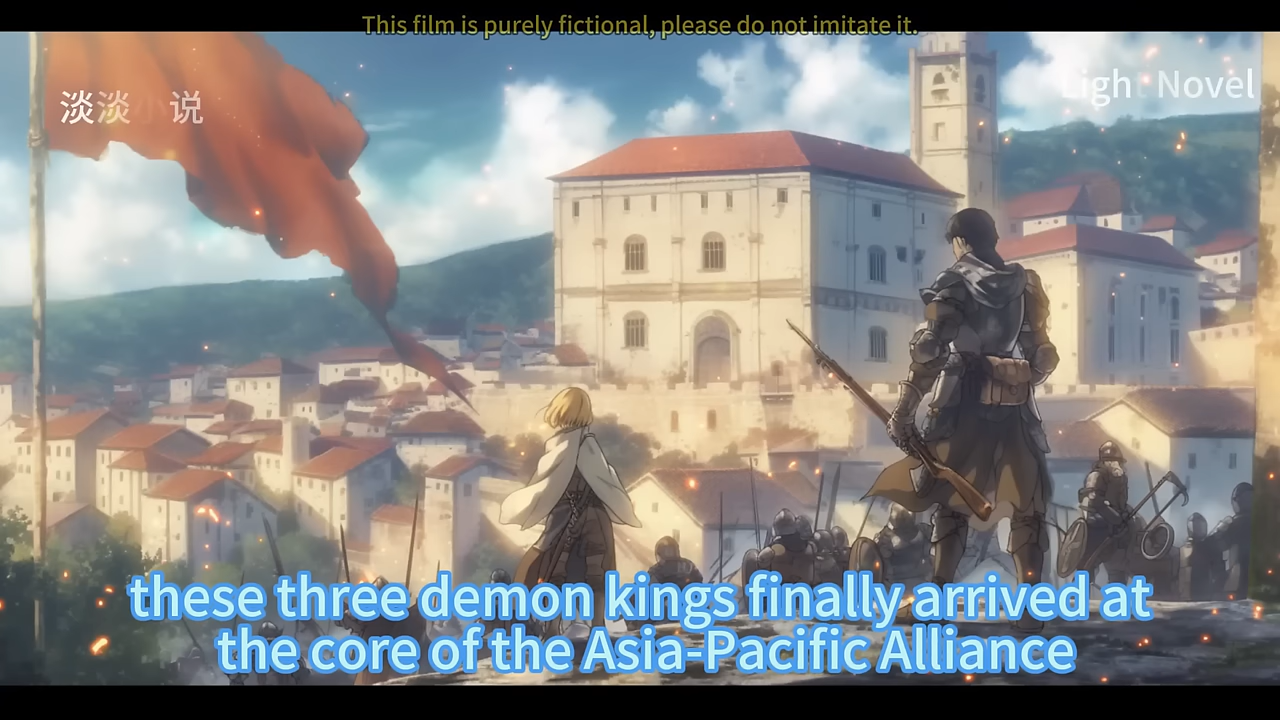 This film is purely fictional, please do not imitate it.
淡淡小说
Light Novel
these three demon kings finally arrived at
the core of the Asia-Pacific Alliance